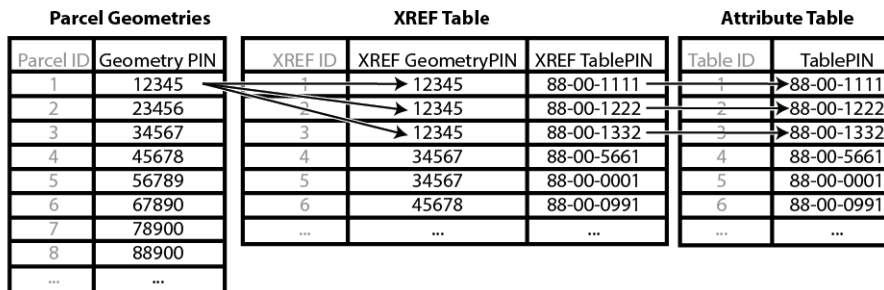 Parcel Geometries XREF Table Attribute Table
Parcel ID Geometry PIN XREF ID XREF GeometryPIN XREF TablePIN Table ID TablePIN
1 12345 1 12345 88-00-1111 1 88-00-1111
2 23456 2 12345 88-00-1222 2 88-00-1222
3 34567 3 12345 88-00-1332 3 88-00-1332
4 45678 4 34567 88-00-5661 4 88-00-5661
5 56789 5 34567 88-00-0001 5 88-00-0001
6 67890 6 45678 88-00-0991 6 88-00-0991
7 78900 ... ... ... ... ...
8 88900
... ...